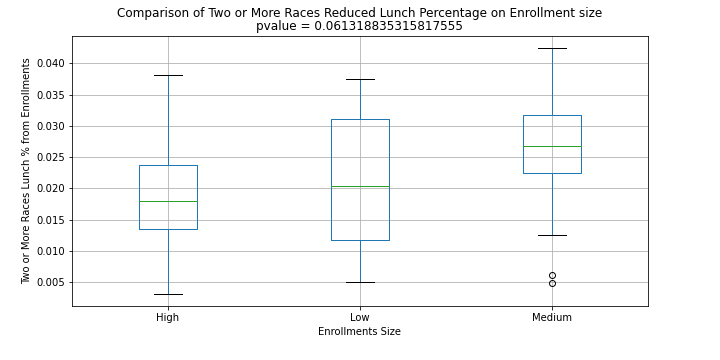 Comparison of Two or More Races Reduced Lunch Percentage on Enrollment size
pvalue = 0.061318835315817555
Two or More Races Lunch % from Enrollments
0.040
0.035
0.030
0.025
0.020
0.015
0.010
0.005
High
Low
Medium
Enrollments Size